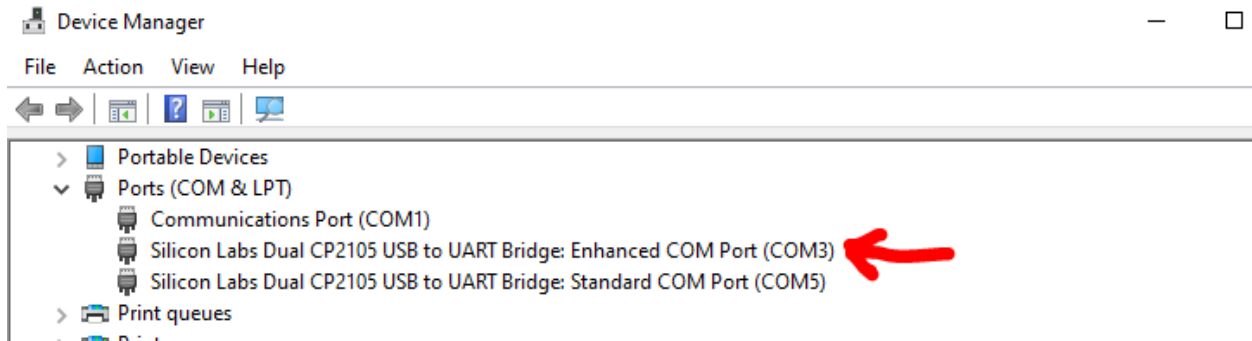 Device Manager
File Action View Help
Portable Devices
Ports (COM & LPT)
Communications Port (COM1)
Silicon Labs Dual CP2105 USB to UART Bridge: Enhanced COM Port (COM3)
Silicon Labs Dual CP2105 USB to UART Bridge: Standard COM Port (COM5)
Print queues